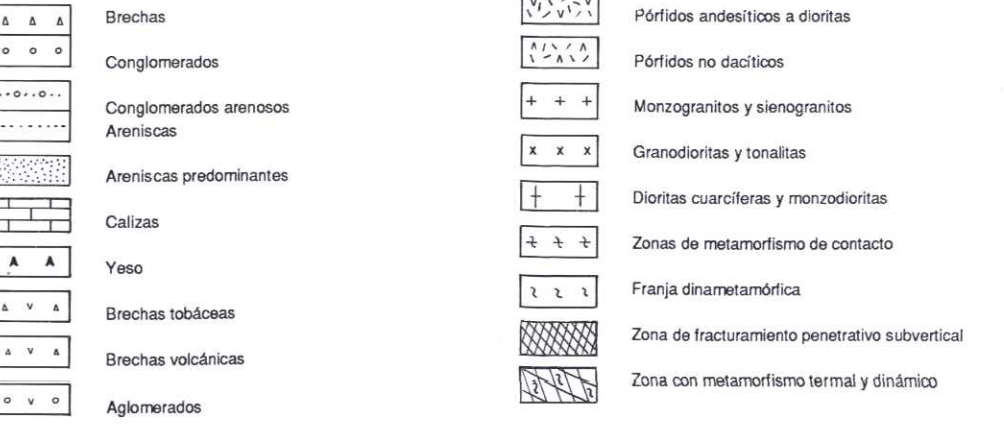 Brechas
Conglomerados
Conglomerados arenosos
Areniscas
Areniscas predominantes
Calizas
Yeso
Brechas tobáceas
Brechas volcánicas
Aglomerados
Pórfidos andesíticos a dioritas
Pórfidos no dacíticos
Monzogranitos y sienogranitos
Granodioritas y tonalitas
Dioritas cuarcíferas y monzodioritas
Zonas de metamorfismo de contacto
Franja dinametamórfica
Zona de fracturamiento penetrativo subvertical
Zona con metamorfismo termal y dinámico